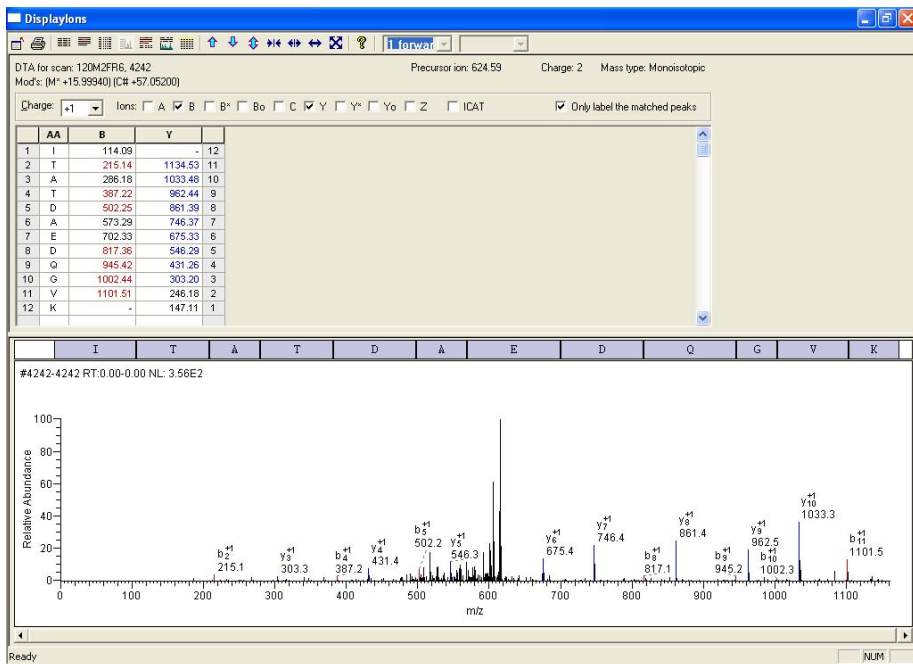 DisplayIons
1 forwar
DTA for scan: 120M2FR6, 4242 Precursor ion: 624.59 Charge: 2 Mass type: Monoisotopic
Mod's: (M* +15.99940) (C# +57.05200)
Charge: +1 Ions: A B B* Bo C Y Y* Yo Z ICAT Only label the matched peaks
AA B Y
1 I 114.09 - 12
2 T 215.14 1134.53 11
3 A 286.18 1033.48 10
4 T 387.22 962.44 9
5 D 502.25 861.39 8
6 A 573.29 746.37 7
7 E 702.33 675.33 6
8 D 817.36 546.29 5
9 Q 945.42 431.26 4
10 G 1002.44 303.20 3
11 V 1101.51 246.18 2
12 K - 147.11 1
I T A T D A E D Q G V K
#4242-4242 RT:0.00-0.00 NL: 3.56E2
Relative Abundance
100
80
60
40
20
0
b2+1
215.1
y3+1
303.3
b4+1
387.2
y4+1
431.4
b5+1
502.2
y5+1
546.3
y6+1
675.4
y7+1
746.4
b8+1
817.1
y8+1
861.4
b9+1
945.2
y9+1
962.5
b10+1
1002.3
y10+1
1033.3
b11+1
1101.5
0 100 200 300 400 500 600 700 800 900 1000 1100
m/z
Ready NUM